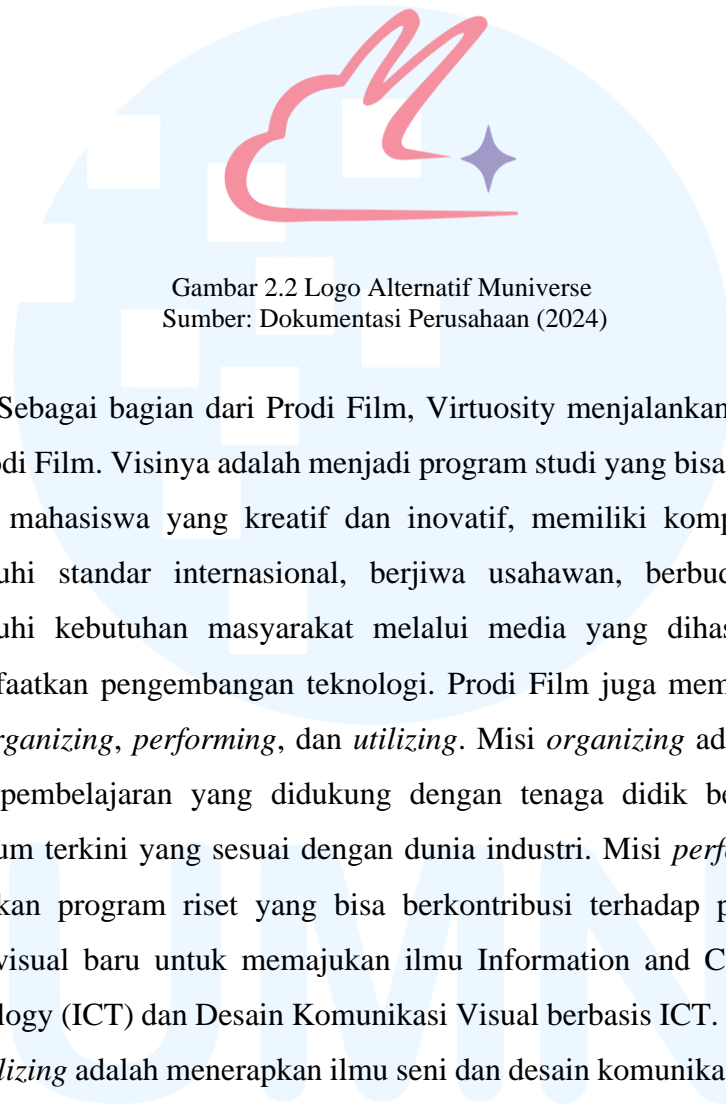 Gambar 2.2 Logo Alternatif Muniverse
Sumber: Dokumentasi Perusahaan (2024)
Sebagai bagian dari Prodi Film, Virtuosity menjalankan
di Film. Visinya adalah menjadi program studi yang bisa
mahasiswa yang kreatif dan inovatif, memiliki komp
uhi standar internasional, berjiwa usahawan, berbud
uhi kebutuhan masyarakat melalui media yang dihas
faatkan pengembangan teknologi. Prodi Film juga mem
rganizing, performing, dan utilizing. Misi organizing ad
pembelajaran yang didukung dengan tenaga didik be
um terkini yang sesuai dengan dunia industri. Misi perf
kan program riset yang bisa berkontribusi terhadap p
visual baru untuk memajukan ilmu Information and C
logy (ICT) dan Desain Komunikasi Visual berbasis ICT.
lizing adalah menerapkan ilmu seni dan desain komunika
UMN